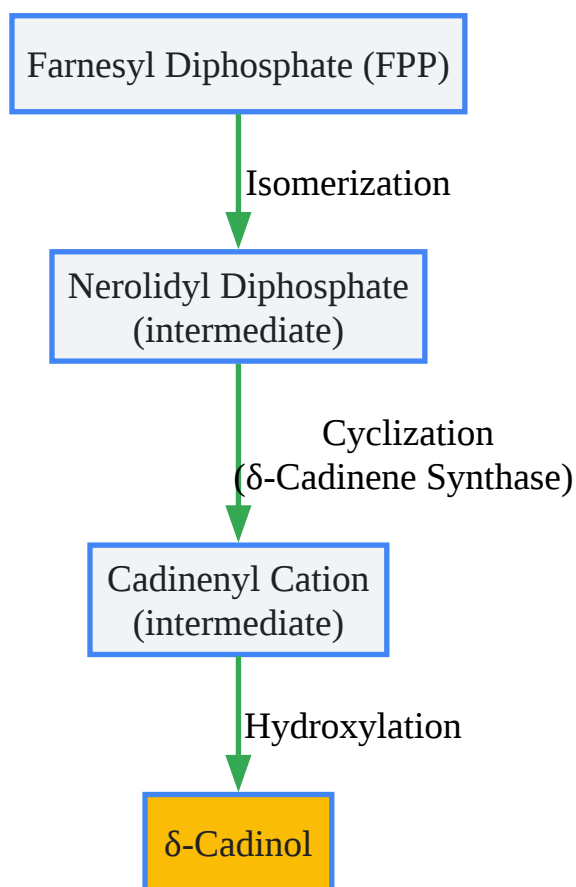 Farnesyl Diphosphate (FPP)
Isomerization
Nerolidyl Diphosphate
(intermediate)
Cyclization
(δ-Cadinene Synthase)
Cadinenyl Cation
(intermediate)
Hydroxylation
δ-Cadinol